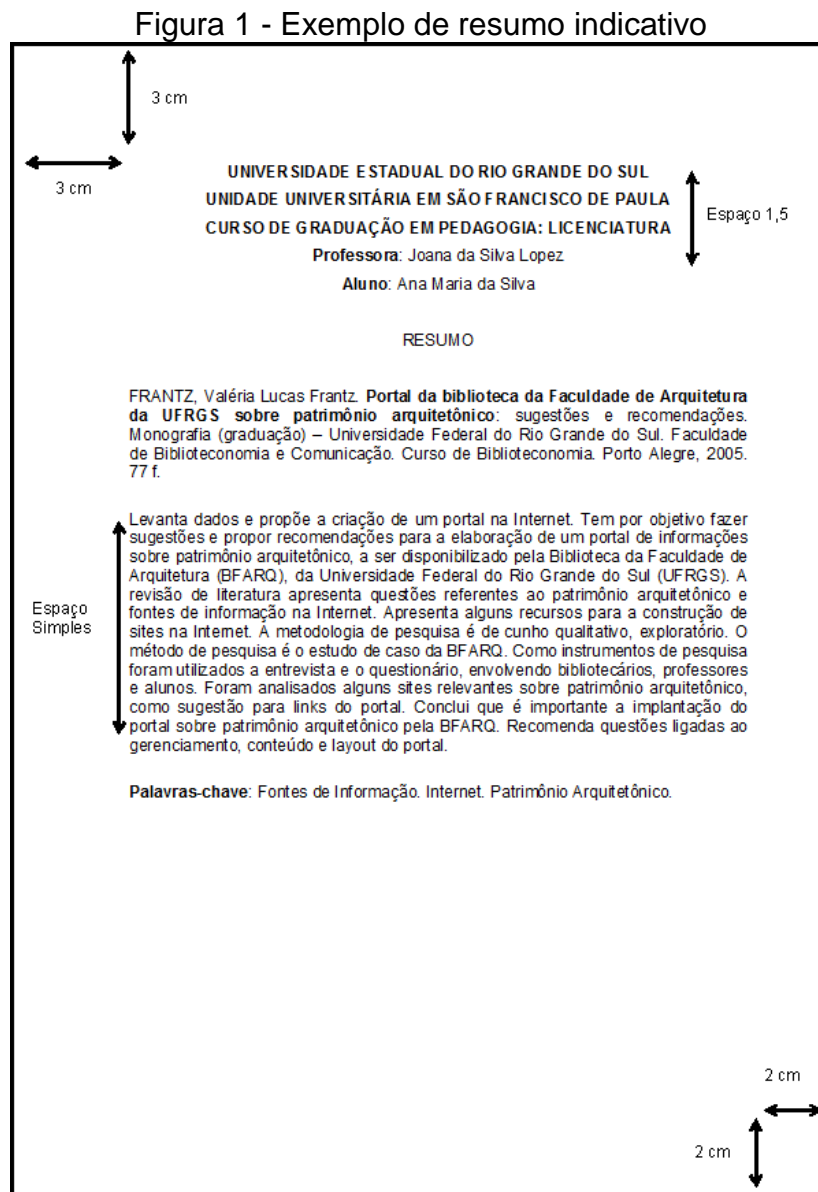 Figura 1 - Exemplo de resumo indicativo
3 cm
3 cm
UNIVERSIDADE ESTADUAL DO RIO GRANDE DO SUL
UNIDADE UNIVERSITÁRIA EM SÃO FRANCISCO DE PAULA
CURSO DE GRADUAÇÃO EM PEDAGOGIA: LICENCIATURA
Espaço 1,5
Professora: Joana da Silva Lopez
Aluno: Ana Maria da Silva
RESUMO
FRANTZ, Valéria Lucas Frantz. Portal da biblioteca da Faculdade de Arquitetura
da UFRGS sobre patrimônio arquitetônico: sugestões e recomendações.
Monografia (graduação) – Universidade Federal do Rio Grande do Sul. Faculdade
de Biblioteconomia e Comunicação. Curso de Biblioteconomia. Porto Alegre, 2005.
77 f.
Levanta dados e propõe a criação de um portal na Internet. Tem por objetivo fazer
sugestões e propor recomendações para a elaboração de um portal de informações
sobre patrimônio arquitetônico, a ser disponibilizado pela Biblioteca da Faculdade de
Arquitetura (BFARQ), da Universidade Federal do Rio Grande do Sul (UFRGS). A
revisão de literatura apresenta questões referentes ao patrimônio arquitetônico e
fontes de informação na Internet. Apresenta alguns recursos para a construção de
sites na Internet. A metodologia de pesquisa é de cunho qualitativo, exploratório. O
método de pesquisa é o estudo de caso da BFARQ. Como instrumentos de pesquisa
foram utilizados a entrevista e o questionário, envolvendo bibliotecários, professores
e alunos. Foram analisados alguns sites relevantes sobre patrimônio arquitetônico,
como sugestão para links do portal. Conclui que é importante a implantação do
portal sobre patrimônio arquitetônico pela BFARQ. Recomenda questões ligadas ao
gerenciamento, conteúdo e layout do portal.
Espaço
Simples
Palavras-chave: Fontes de Informação. Internet. Patrimônio Arquitetônico.
2 cm
2 cm